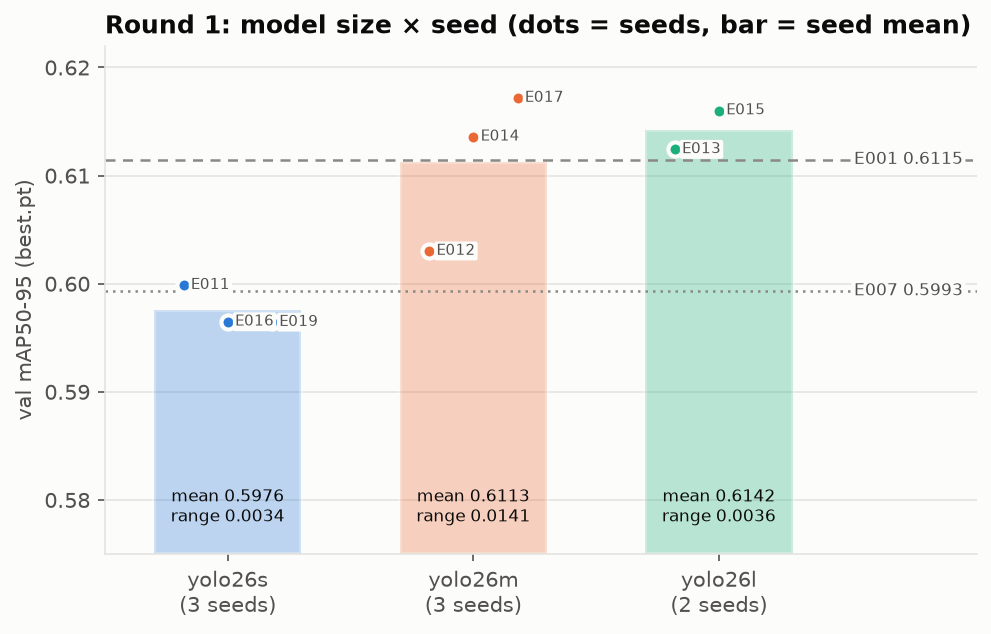 Round 1: model size × seed (dots = seeds, bar = seed mean)
val mAP50-95 (best.pt)
0.62
0.61
0.60
0.59
0.58
E017
E014
E015
E013
E001 0.6115
E012
E011
E007 0.5993
E016
E019
mean 0.5976
range 0.0034
mean 0.6113
range 0.0141
mean 0.6142
range 0.0036
yolo26s
(3 seeds)
yolo26m
(3 seeds)
yolo26l
(2 seeds)